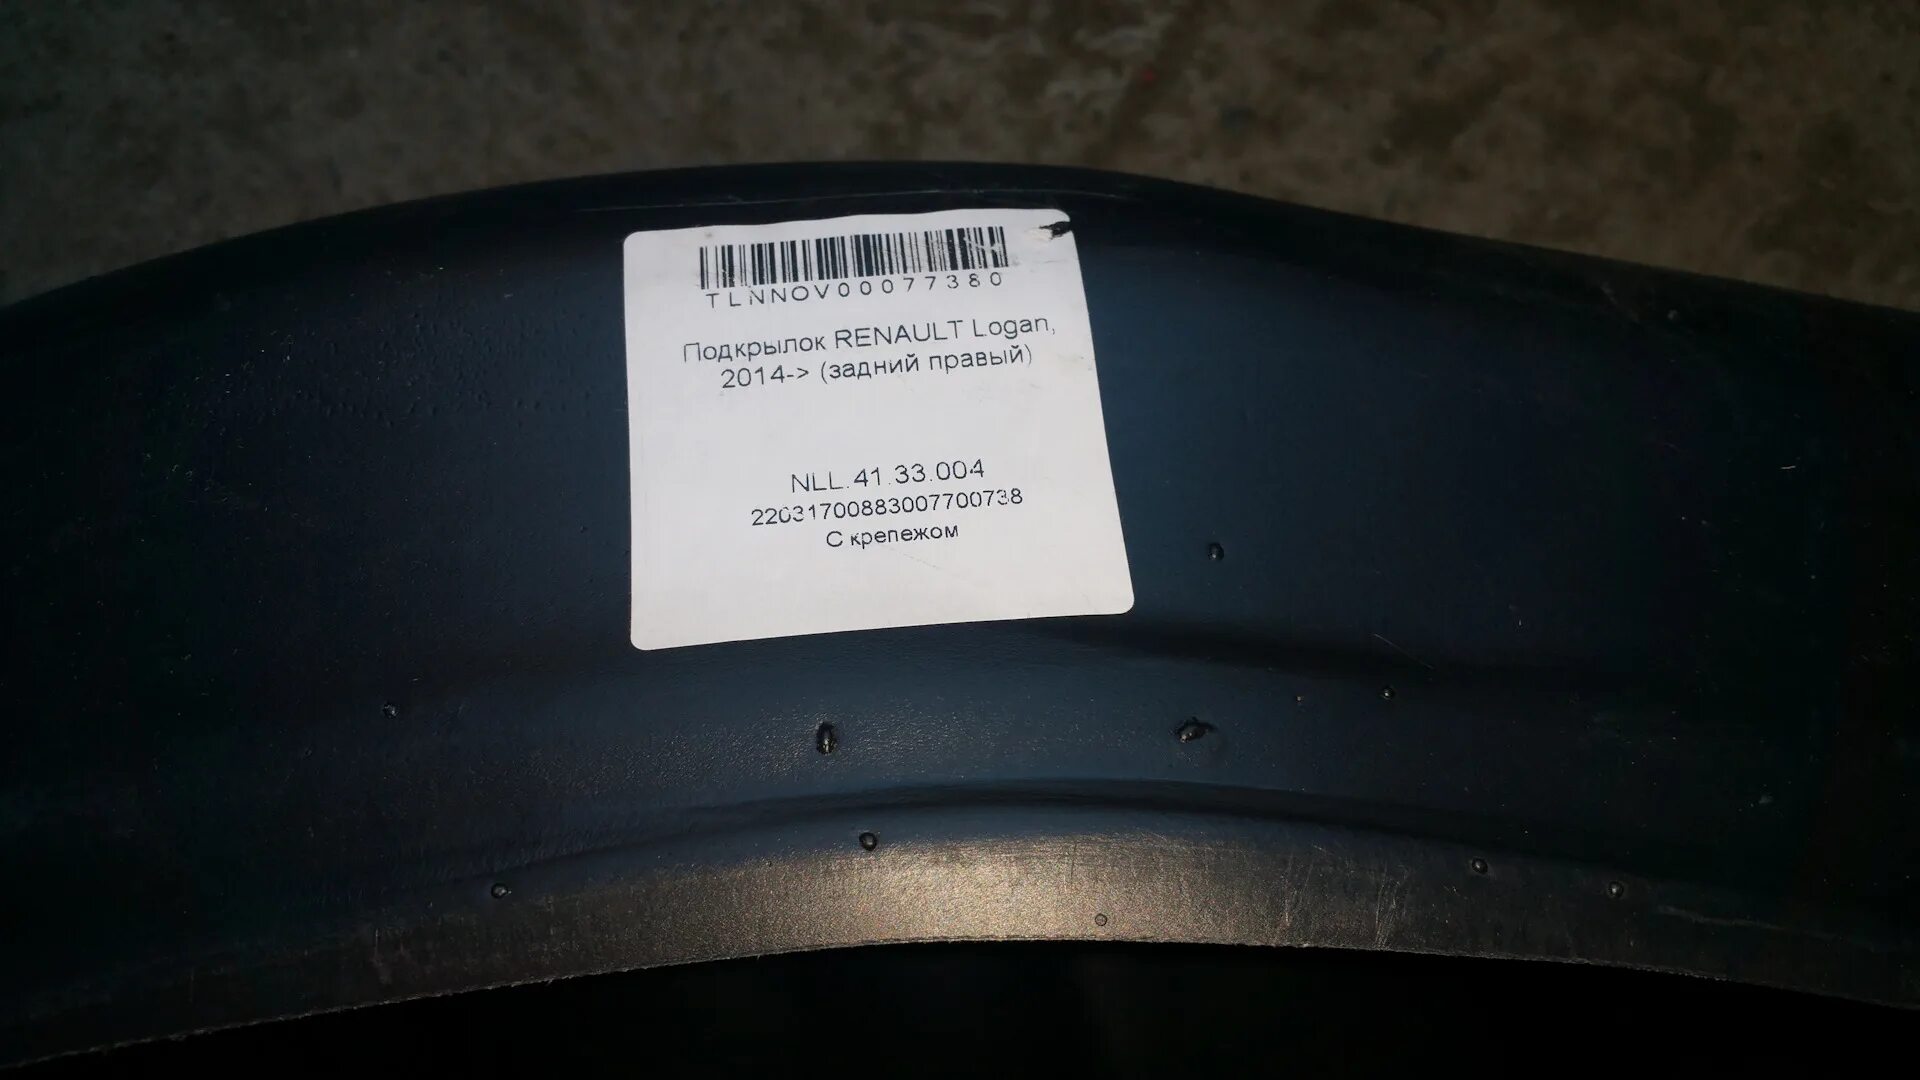 TLNNOV00077380
Подкрылок RENAULT Logan,
2014-> (задний правый)
NLL.41.33.004
22031700883007700738
С крепежом